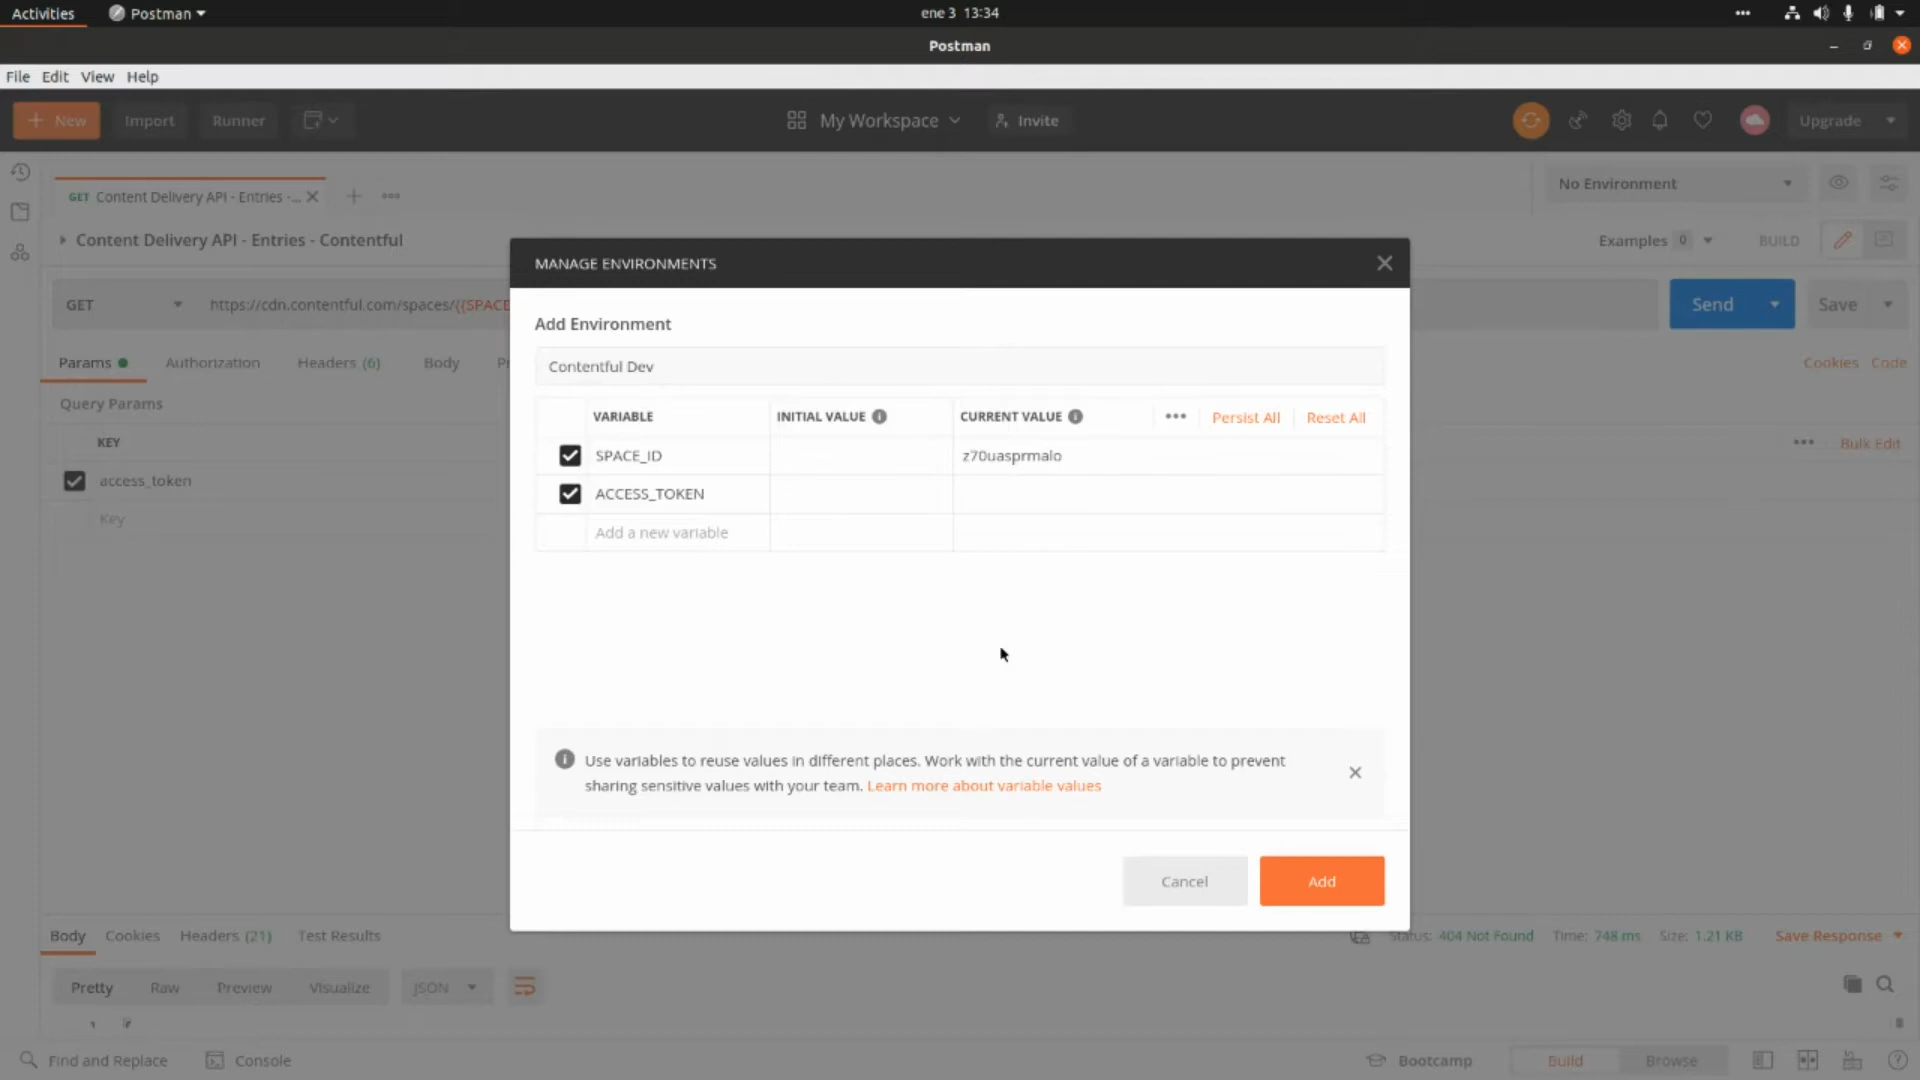 Activities
Postman
ene 3 13:34
Postman
File Edit View Help
New
Import
Runner
My Workspace
Invite
Upgrade
GET Content Delivery API - Entries -...
No Environment
Content Delivery API - Entries - Contentful
Examples 0
BUILD
MANAGE ENVIRONMENTS
GET
https://cdn.contentful.com/spaces/{{SPAC
Send
Save
Add Environment
Contentful Dev
Params
Authorization
Headers (6)
Body
Cookies Code
Query Params
VARIABLE
INITIAL VALUE
CURRENT VALUE
Persist All
Reset All
KEY
Bulk Edit
SPACE_ID
z70uasprmalo
access_token
ACCESS_TOKEN
Key
Add a new variable
Use variables to reuse values in different places. Work with the current value of a variable to prevent
sharing sensitive values with your team. Learn more about variable values
Cancel
Add
Body
Cookies
Headers (21)
Test Results
Status: 404 Not Found
Time: 748 ms
Size: 1.21 KB
Save Response
Pretty
Raw
Preview
Visualize
JSON
Find and Replace
Console
Bootcamp
Build
Browse